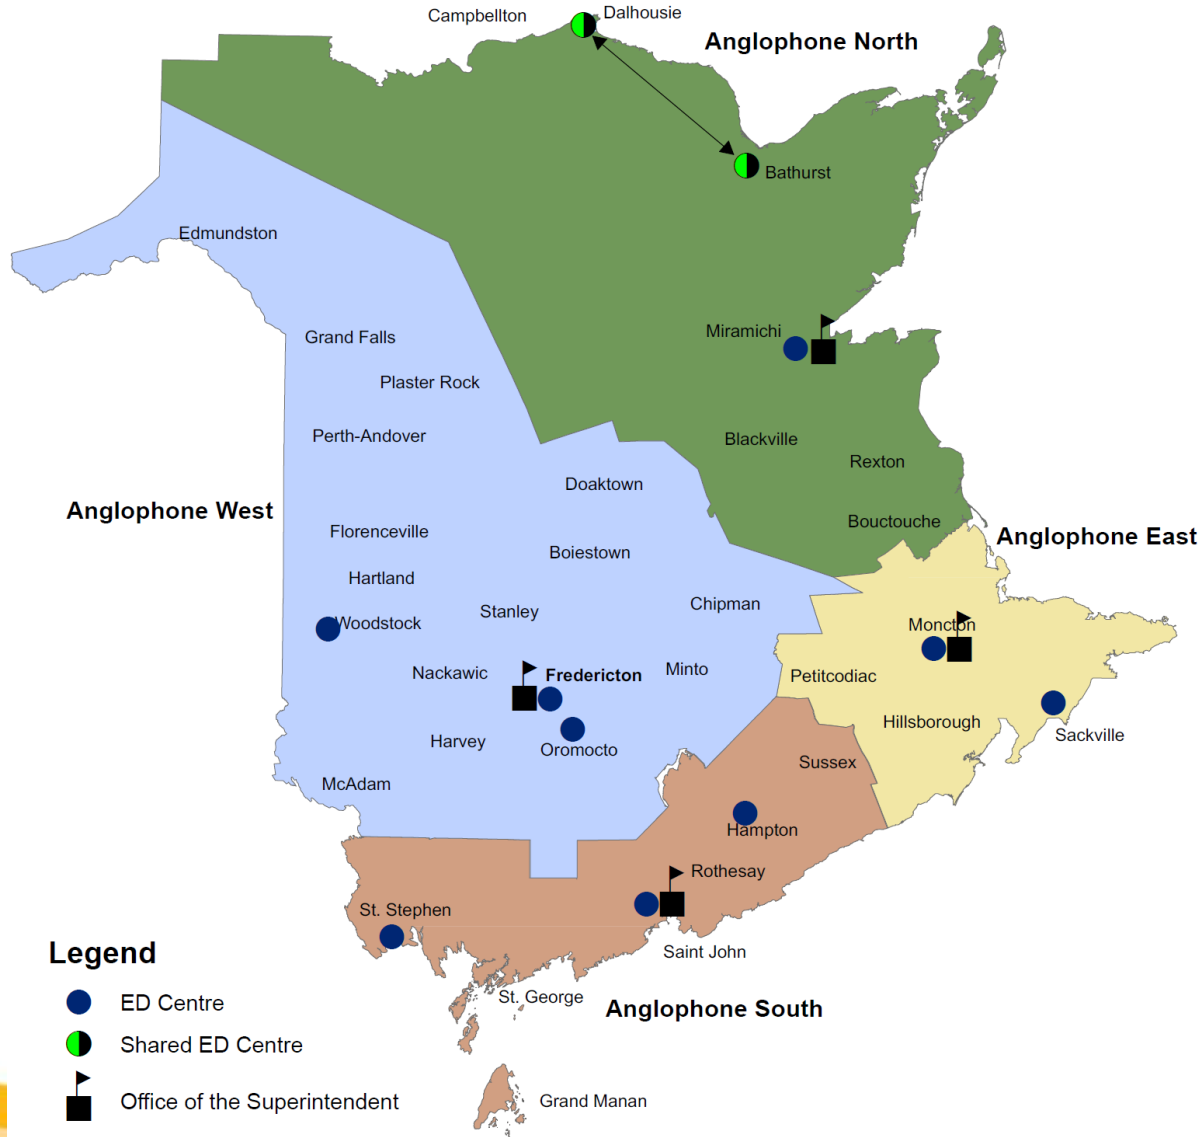 Campbellton
Dalhousie
Anglophone North
Bathurst
Edmundston
Miramichi
Grand Falls
Plaster Rock
Perth-Andover
Blackville
Rexton
Doaktown
Anglophone West
Bouctouche
Florenceville
Anglophone East
Boiestown
Hartland
Chipman
Stanley
Woodstock
Moncton
Nackawic
Fredericton
Minto
Petitcodiac
Hillsborough
Sackville
Harvey
Oromocto
Sussex
McAdam
Hampton
Rothesay
St. Stephen
Saint John
St. George
Anglophone South
Grand Manan
Legend
ED Centre
Shared ED Centre
Office of the Superintendent